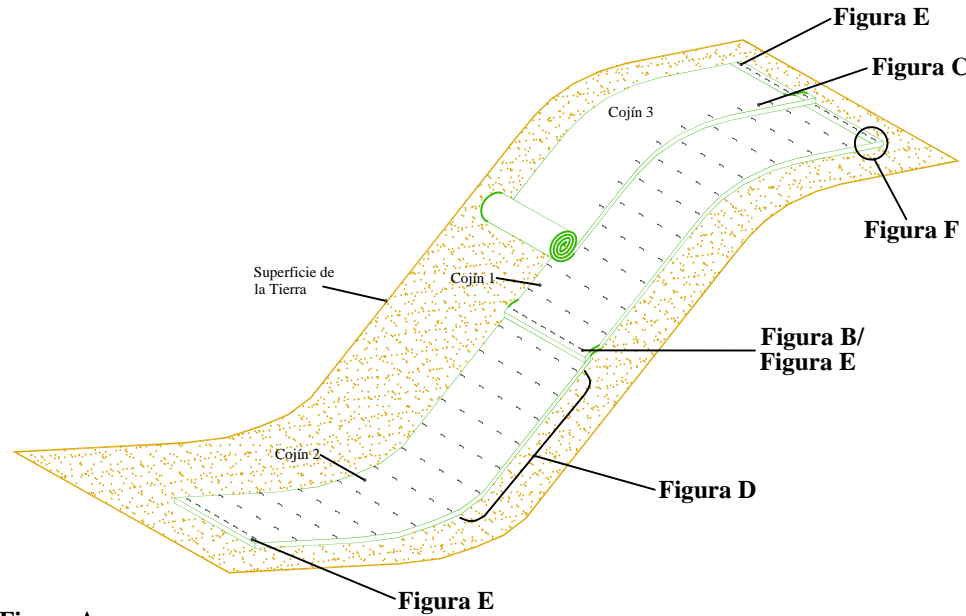 Figura E
Figura C
Cojín 3
Figura F
Cojín 1
Superficie de
la Tierra
Figura B/
Figura E
Cojín 2
Figura D
Figura E